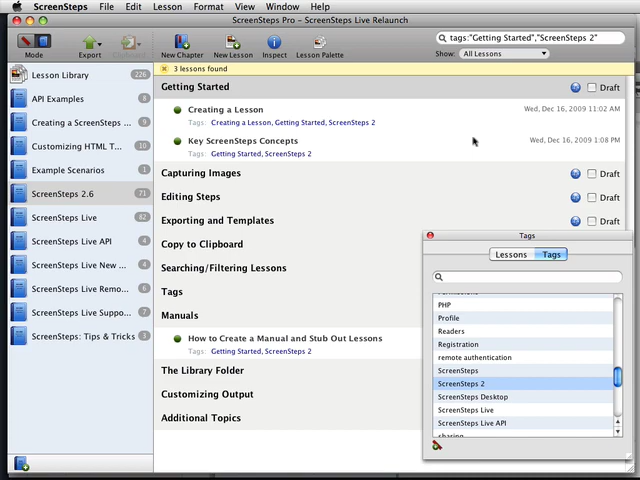 ScreenSteps File Edit Lesson Format View Window Help
ScreenSteps Pro – ScreenSteps Live Relaunch
tags:"Getting Started","ScreenSteps 2"
Mode Export Clipboard New Chapter New Lesson Inspect Lesson Palette
Show: All Lessons
3 lessons found
Lesson Library 226
API Examples 9
Creating a ScreenSteps ... 4
Customizing HTML T... 10
Example Scenarios 1
ScreenSteps 2.6 71
ScreenSteps Live 82
ScreenSteps Live API 4
ScreenSteps Live New ... 2
ScreenSteps Live Remo... 6
ScreenSteps Live Suppo... 7
ScreenSteps: Tips & Tricks 3
Getting Started Draft
Creating a Lesson Wed, Dec 16, 2009 11:02 AM
Tags: Creating a Lesson, Getting Started, ScreenSteps 2
Key ScreenSteps Concepts Wed, Dec 16, 2009 1:08 PM
Tags: Getting Started, ScreenSteps 2
Capturing Images Draft
Editing Steps Draft
Exporting and Templates Draft
Copy to Clipboard
Searching/Filtering Lessons
Tags
Manuals
How to Create a Manual and Stub Out Lessons
Tags: Getting Started, ScreenSteps 2
The Library Folder
Customizing Output
Additional Topics
Tags
Lessons Tags
PHP
Profile
Readers
Registration
remote authentication
ScreenSteps
ScreenSteps 2
ScreenSteps Desktop
ScreenSteps Live
ScreenSteps Live API
sharing